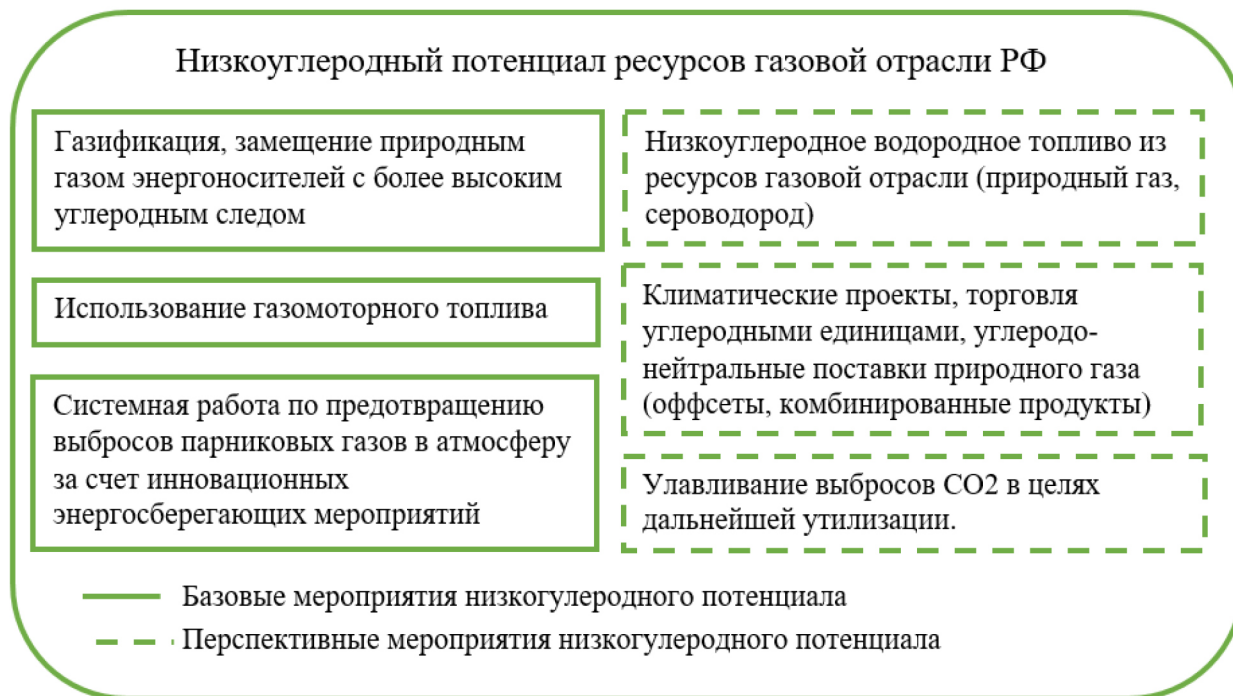 Низкоуглеродный потенциал ресурсов газовой отрасли РФ
Газификация, замещение природным
газом энергоносителей с более высоким
углеродным следом
Использование газомоторного топлива
Системная работа по предотвращению
выбросов парниковых газов в атмосферу
за счет инновационных
энергосберегающих мероприятий
Низкоуглеродное водородное топливо из
ресурсов газовой отрасли (природный газ,
сероводород)
Климатические проекты, торговля
углеродными единицами, углеродо-
нейтральные поставки природного газа
(оффсеты, комбинированные продукты)
Улавливание выбросов СО2 в целях
дальнейшей утилизации.
Базовые мероприятия низкогулеродного потенциала
Перспективные мероприятия низкогулеродного потенциала